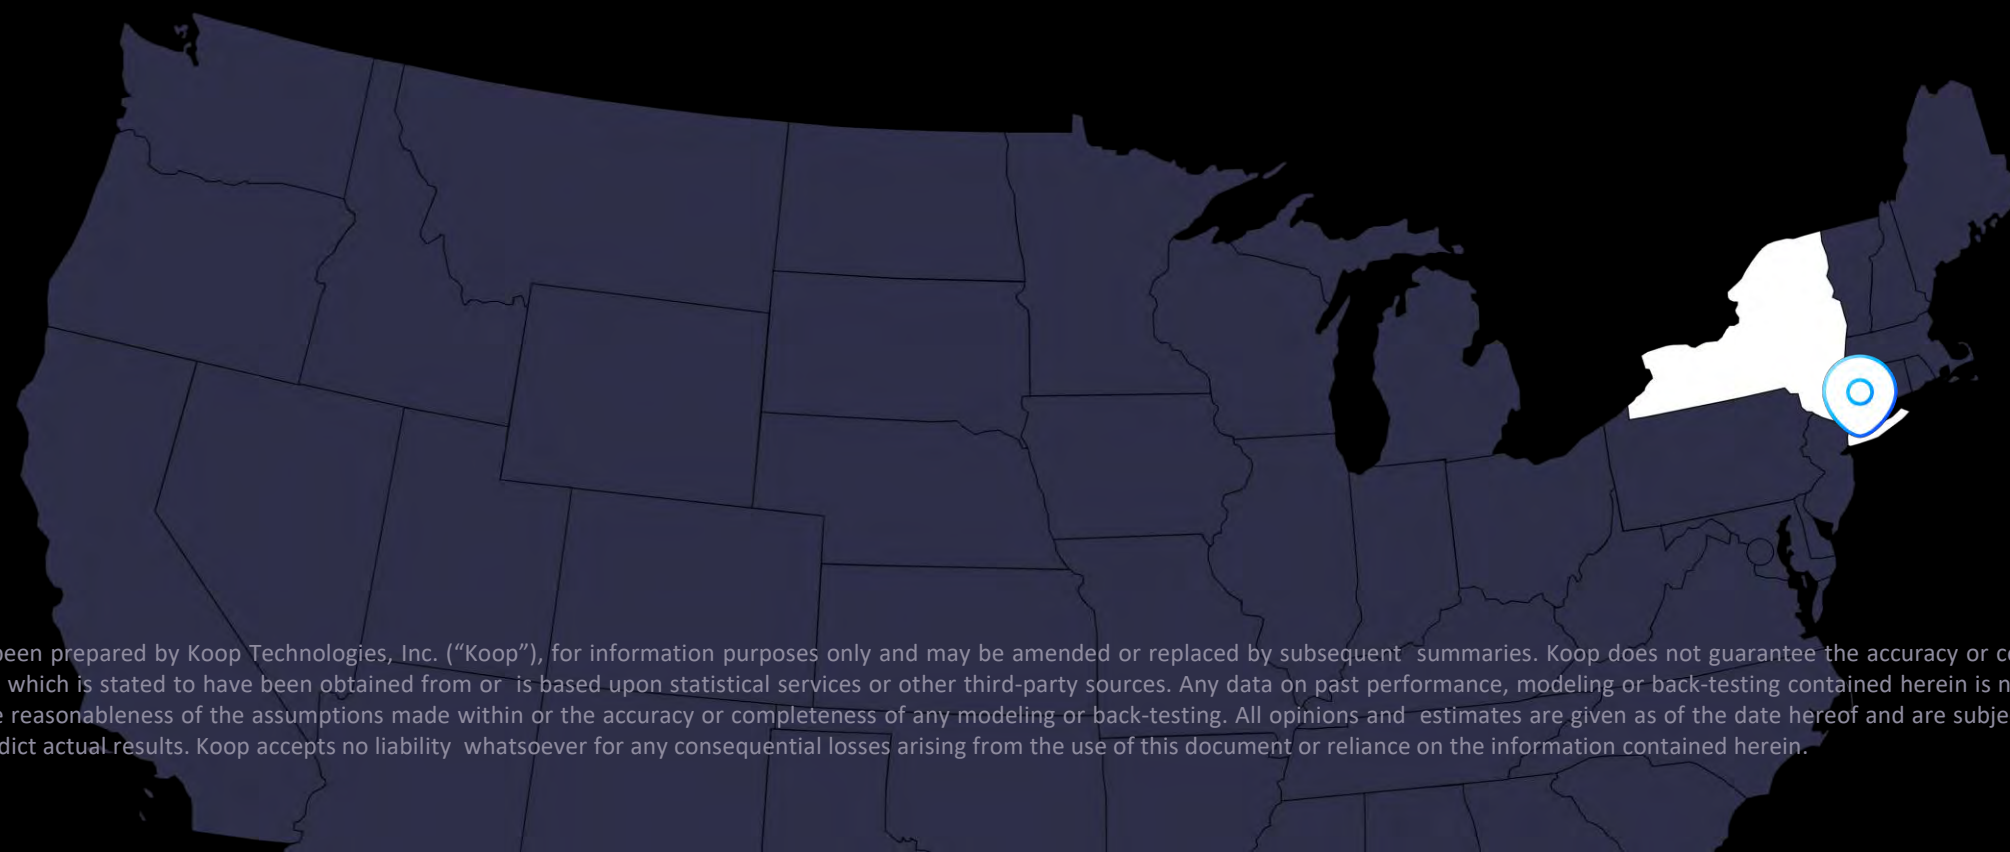 been prepared by Koop Technologies, Inc. (“Koop”), for information purposes only and may be amended or replaced by subsequent summaries. Koop does not guarantee the accuracy or
which is stated to have been obtained from or is based upon statistical services or other third-party sources. Any data on past performance, modeling or back-testing contained herein is
reasonableness of the assumptions made within or the accuracy or completeness of any modeling or back-testing. All opinions and estimates are given as of the date hereof and are
actual results. Koop accepts no liability whatsoever for any consequential losses arising from the use of this document or reliance on the information contained herein.